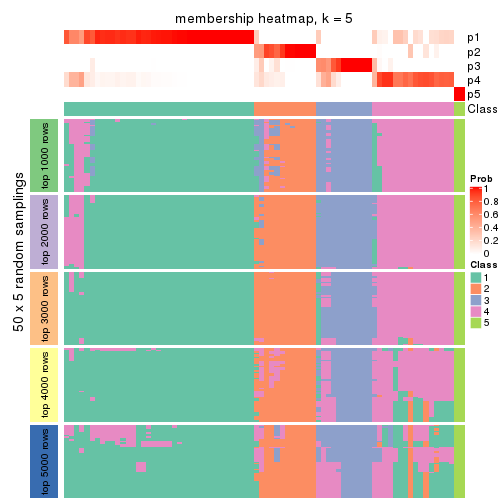 membership heatmap, k = 5
p1
p2
p3
p4
p5
Class
50 x 5 random samplings
top 1000 rows
top 2000 rows
top 3000 rows
top 4000 rows
top 5000 rows
Prob
1
0.8
0.6
0.4
0.2
0
Class
1
2
3
4
5